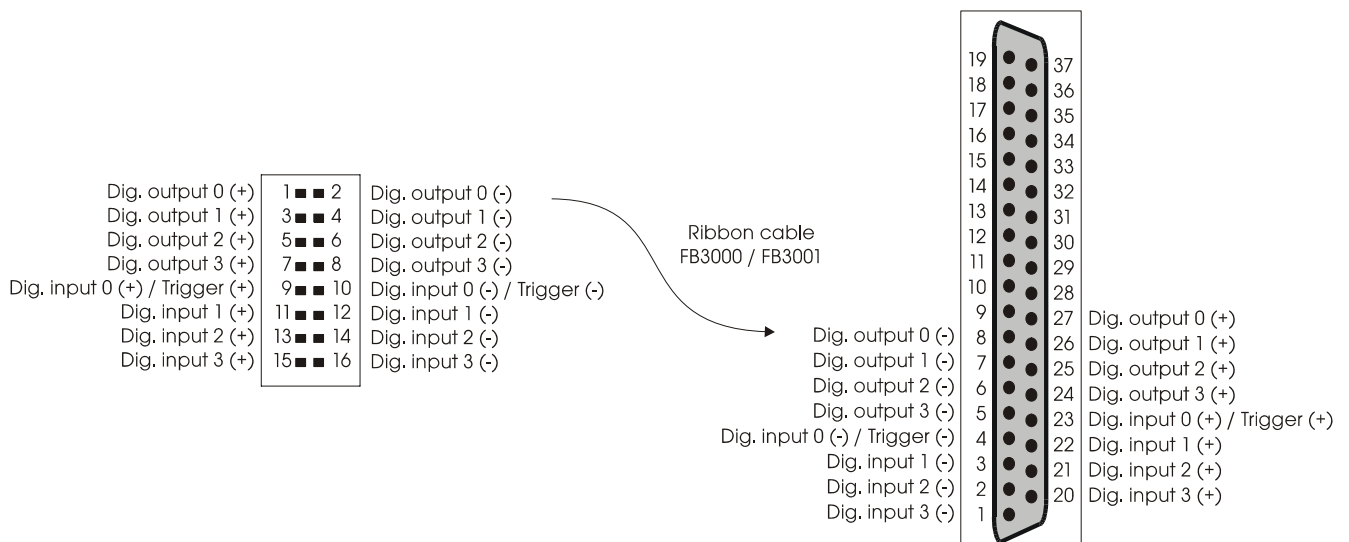 Dig. output 0 (+) 1 2 Dig. output 0 (-)
Dig. output 1 (+) 3 4 Dig. output 1 (-)
Dig. output 2 (+) 5 6 Dig. output 2 (-)
Dig. output 3 (+) 7 8 Dig. output 3 (-)
Dig. input 0 (+) / Trigger (+) 9 10 Dig. input 0 (-) / Trigger (-)
Dig. input 1 (+) 11 12 Dig. input 1 (-)
Dig. input 2 (+) 13 14 Dig. input 2 (-)
Dig. input 3 (+) 15 16 Dig. input 3 (-)
Ribbon cable
FB3000 / FB3001
19 37
18 36
17 35
16 34
15 33
14 32
13 31
12 30
11 29
10 28
9 27 Dig. output 0 (+)
Dig. output 0 (-) 8 26 Dig. output 1 (+)
Dig. output 1 (-) 7 25 Dig. output 2 (+)
Dig. output 2 (-) 6 24 Dig. output 3 (+)
Dig. output 3 (-) 5 23 Dig. input 0 (+) / Trigger (+)
Dig. input 0 (-) / Trigger (-) 4 22 Dig. input 1 (+)
Dig. input 1 (-) 3 21 Dig. input 2 (+)
Dig. input 2 (-) 2 20 Dig. input 3 (+)
Dig. input 3 (-) 1